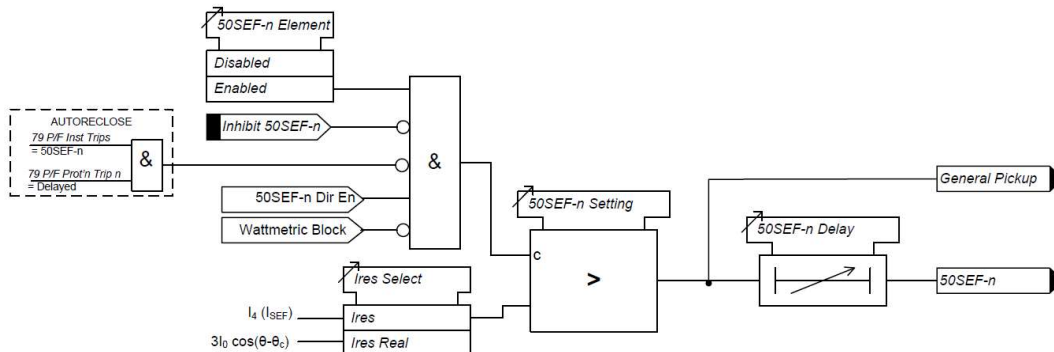 50SEF-n Element
Disabled
Enabled
AUTORECLOSE
79 P/F Inst Trips
= 50SEF-n
&
79 P/F Prot'n Trip n
= Delayed
Inhibit 50SEF-n
&
50SEF-n Dir En
Wattmetric Block
General Pickup
50SEF-n Setting
50SEF-n Delay
c
>
50SEF-n
Ires Select
I4 (ISEF)
Ires
3I0 cos(θ-θc)
Ires Real